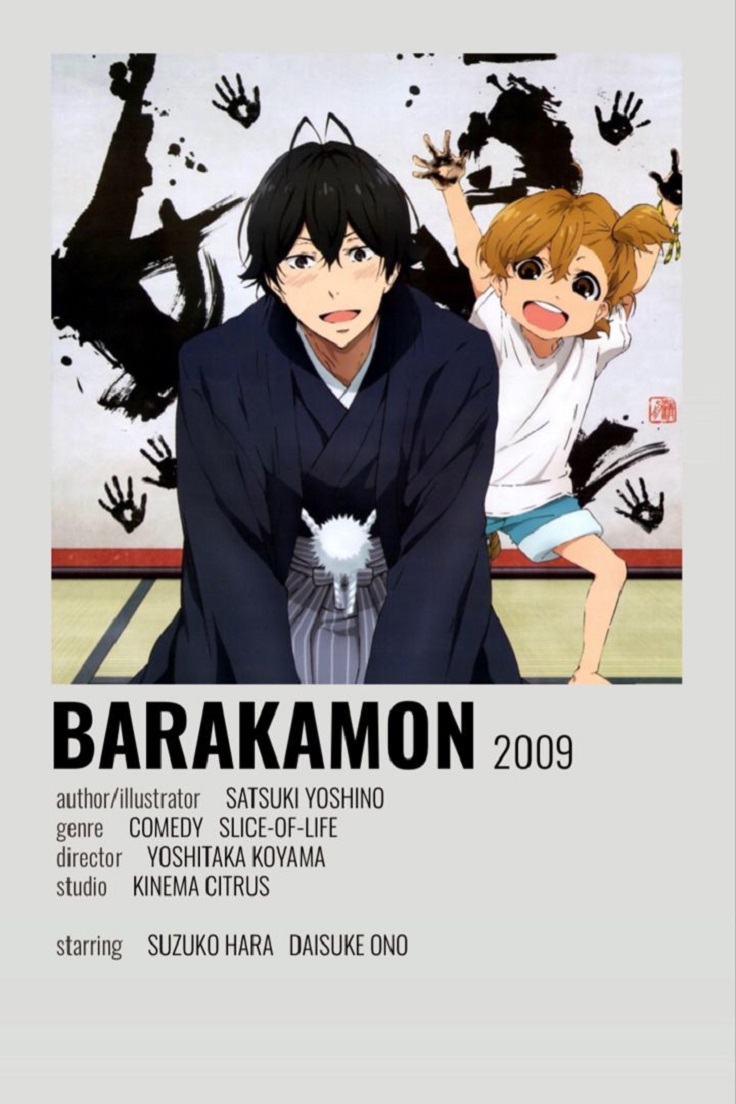 BARAKAMON 2009
author/illustrator SATSUKI YOSHINO
genre COMEDY SLICE-OF-LIFE
director YOSHITAKA KOYAMA
studio KINEMA CITRUS
starring SUZUKO HARA DAISUKE ONO